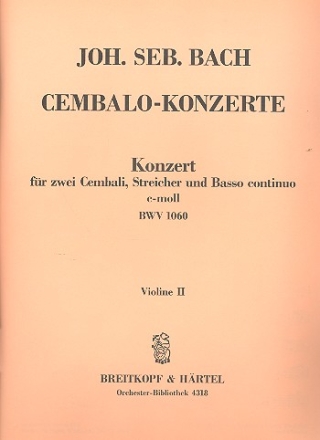 JOH. SEB. BACH
CEMBALO-KONZERTE
Konzert
für zwei Cembali, Streicher und Basso continuo
c-moll
BWV 1060
Violine II
BREITKOPF & HÄRTEL
Orchester-Bibliothek 4318